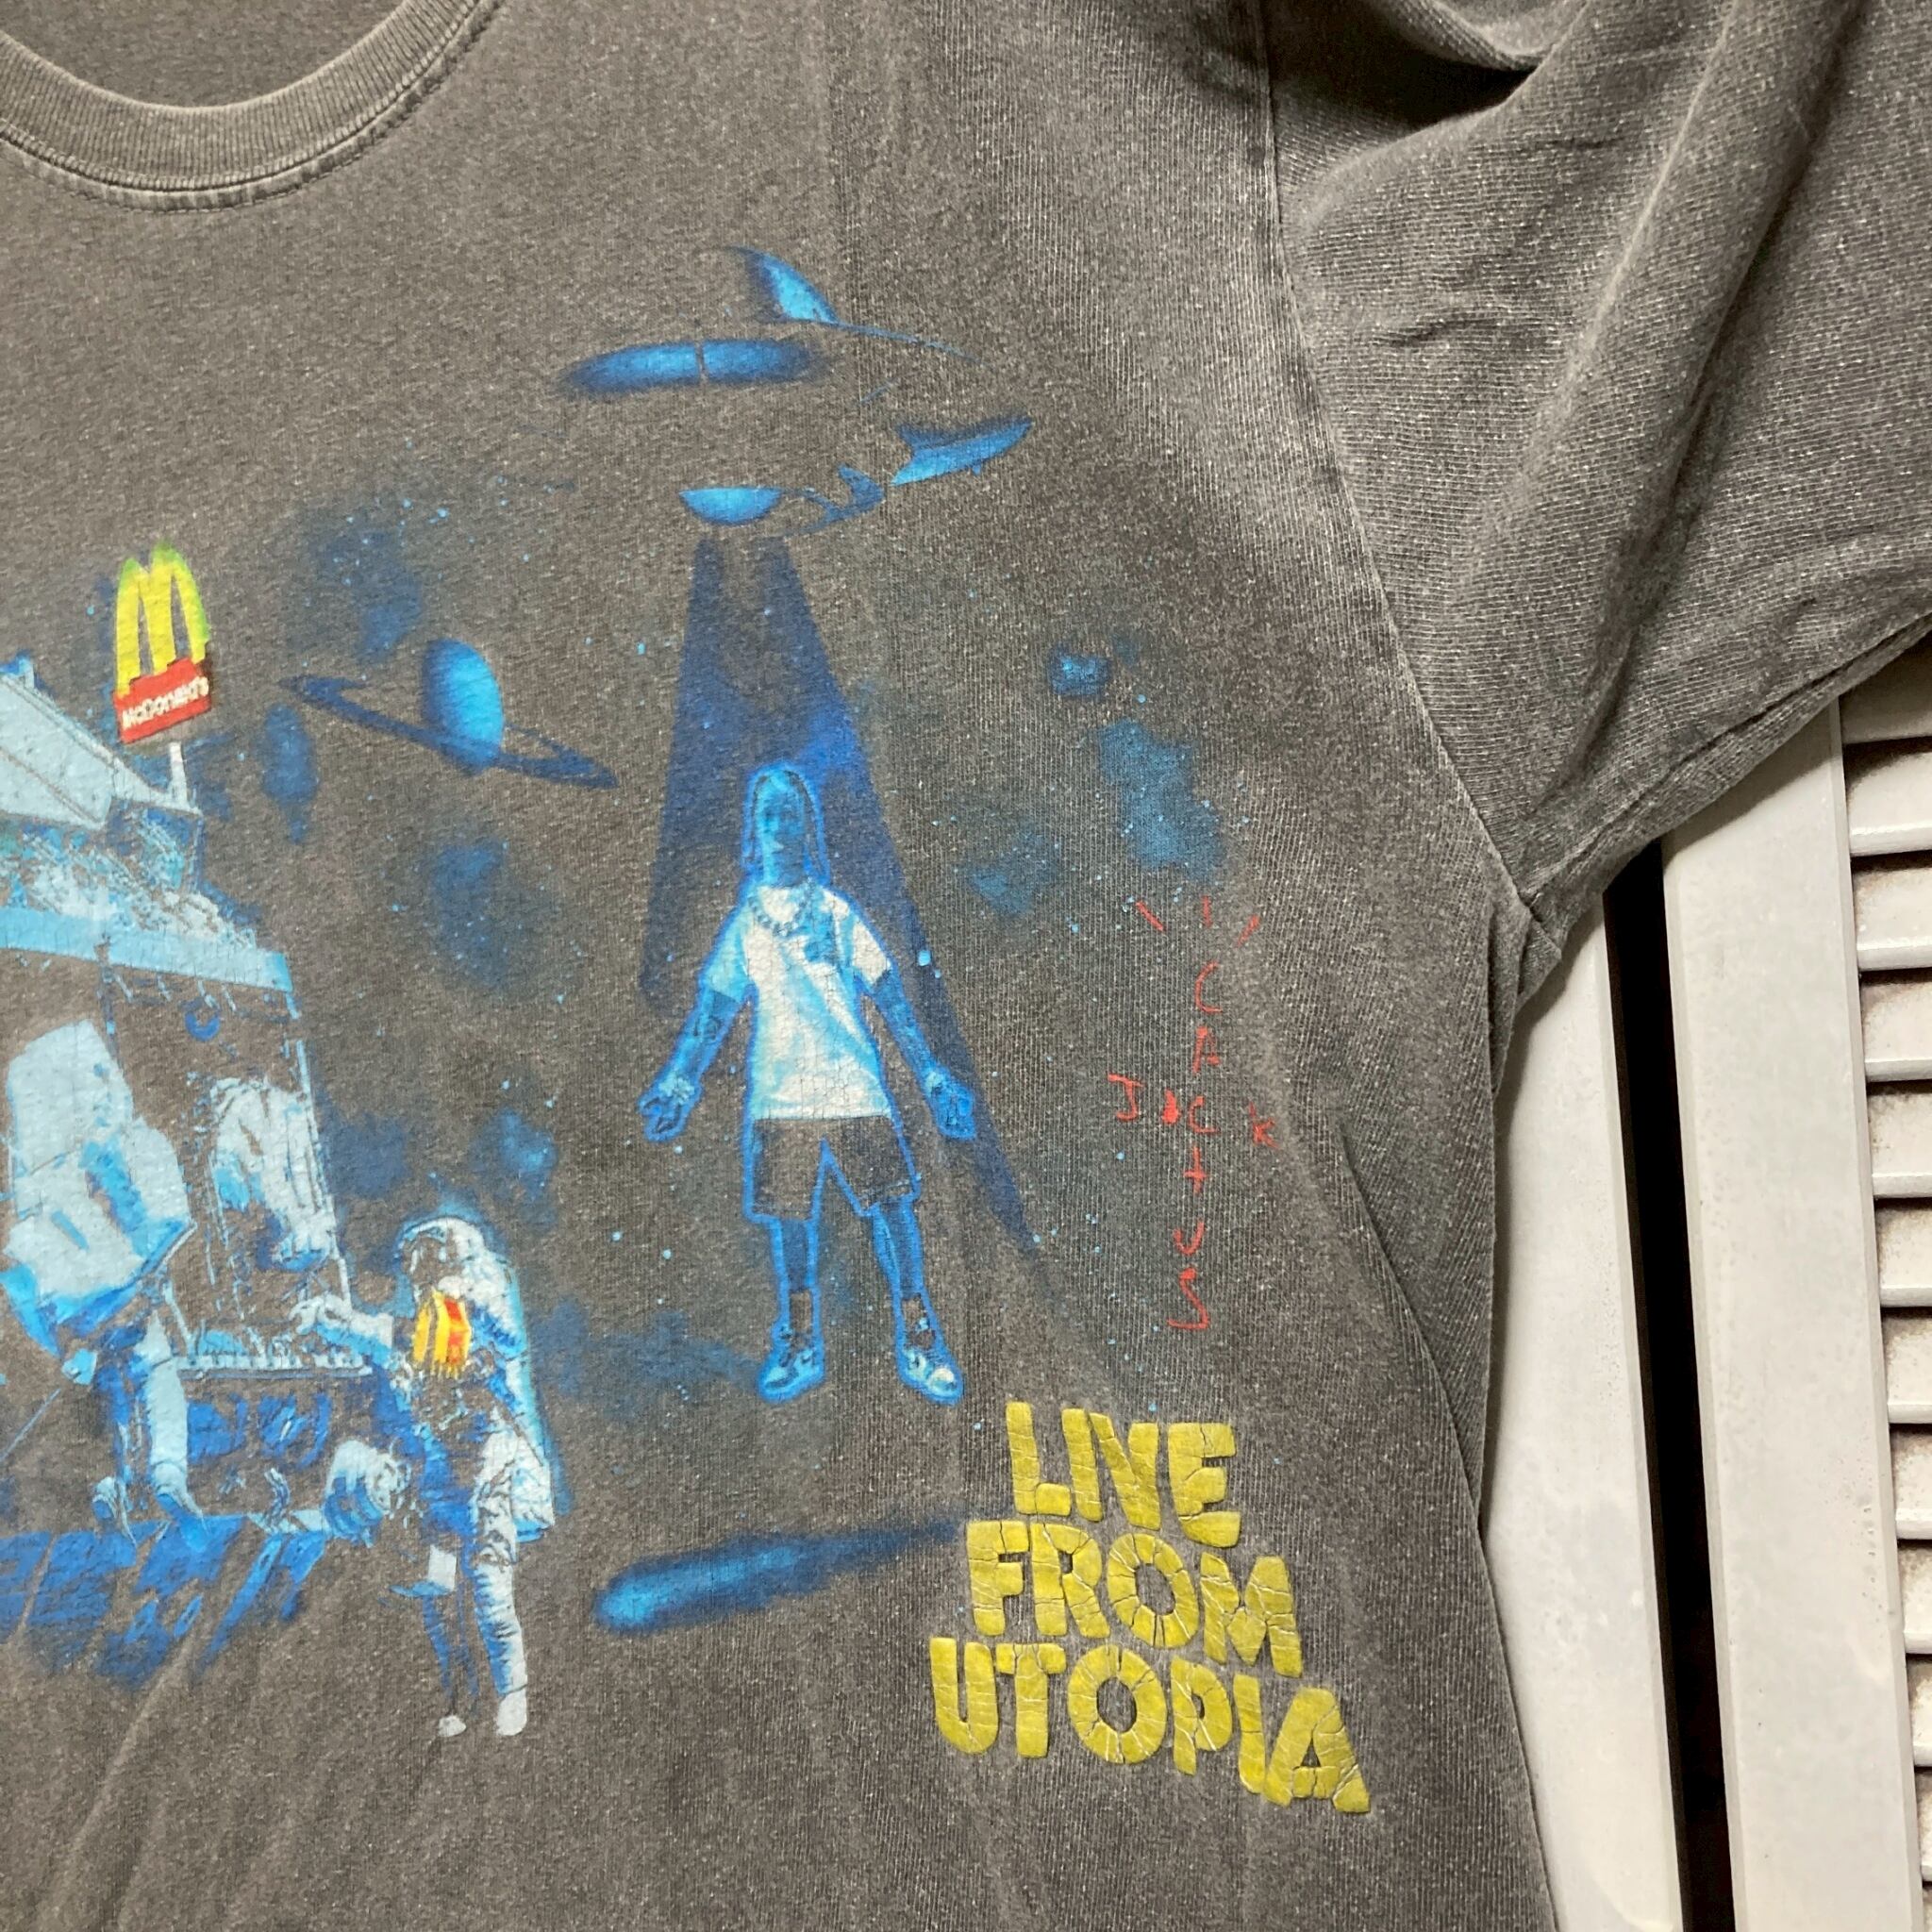 McDonald's
CACTUS
JACK
LIVE
FROM
UTOPIA